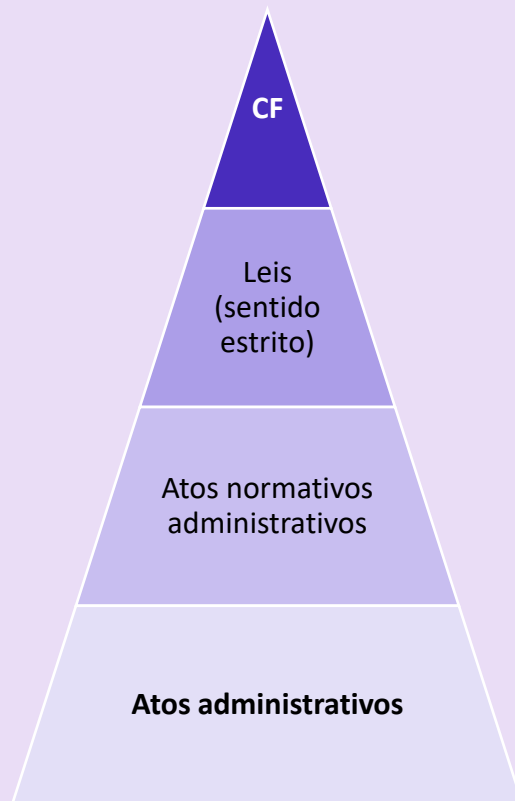 CF
Leis
(sentido
estrito)
Atos normativos
administrativos
Atos administrativos